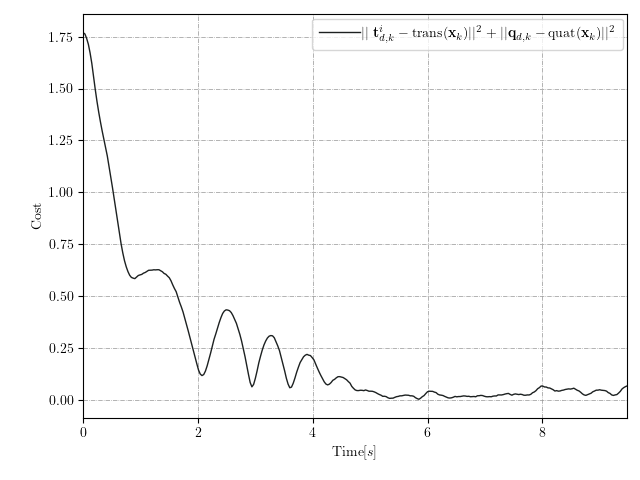 || t^i_{d,k} − trans(x_k)||^2 + ||q_{d,k} − quat(x_k)||^2
1.75
1.50
1.25
1.00
0.75
0.50
0.25
0.00
Cost
0 2 4 6 8
Time[s]